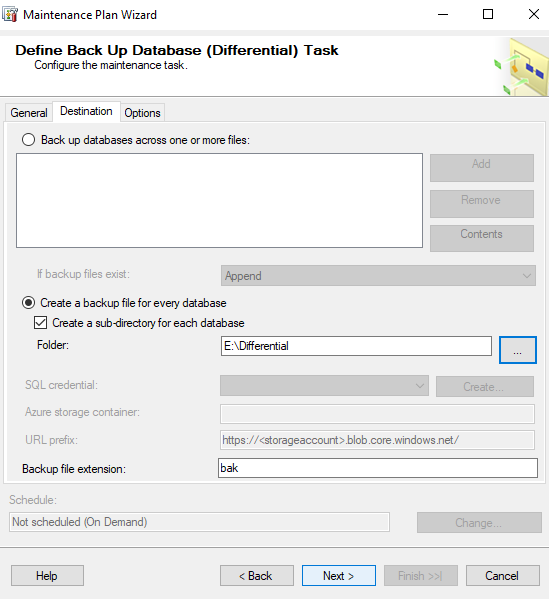 Maintenance Plan Wizard
Define Back Up Database (Differential) Task
Configure the maintenance task.
General Destination Options
Back up databases across one or more files:
Add
Remove
Contents
If backup files exist: Append
Create a backup file for every database
Create a sub-directory for each database
Folder: E:\Differential ...
SQL credential: Create...
Azure storage container:
URL prefix: https://<storageaccount>.blob.core.windows.net/
Backup file extension: bak
Schedule:
Not scheduled (On Demand) Change...
Help < Back Next > Finish >>| Cancel